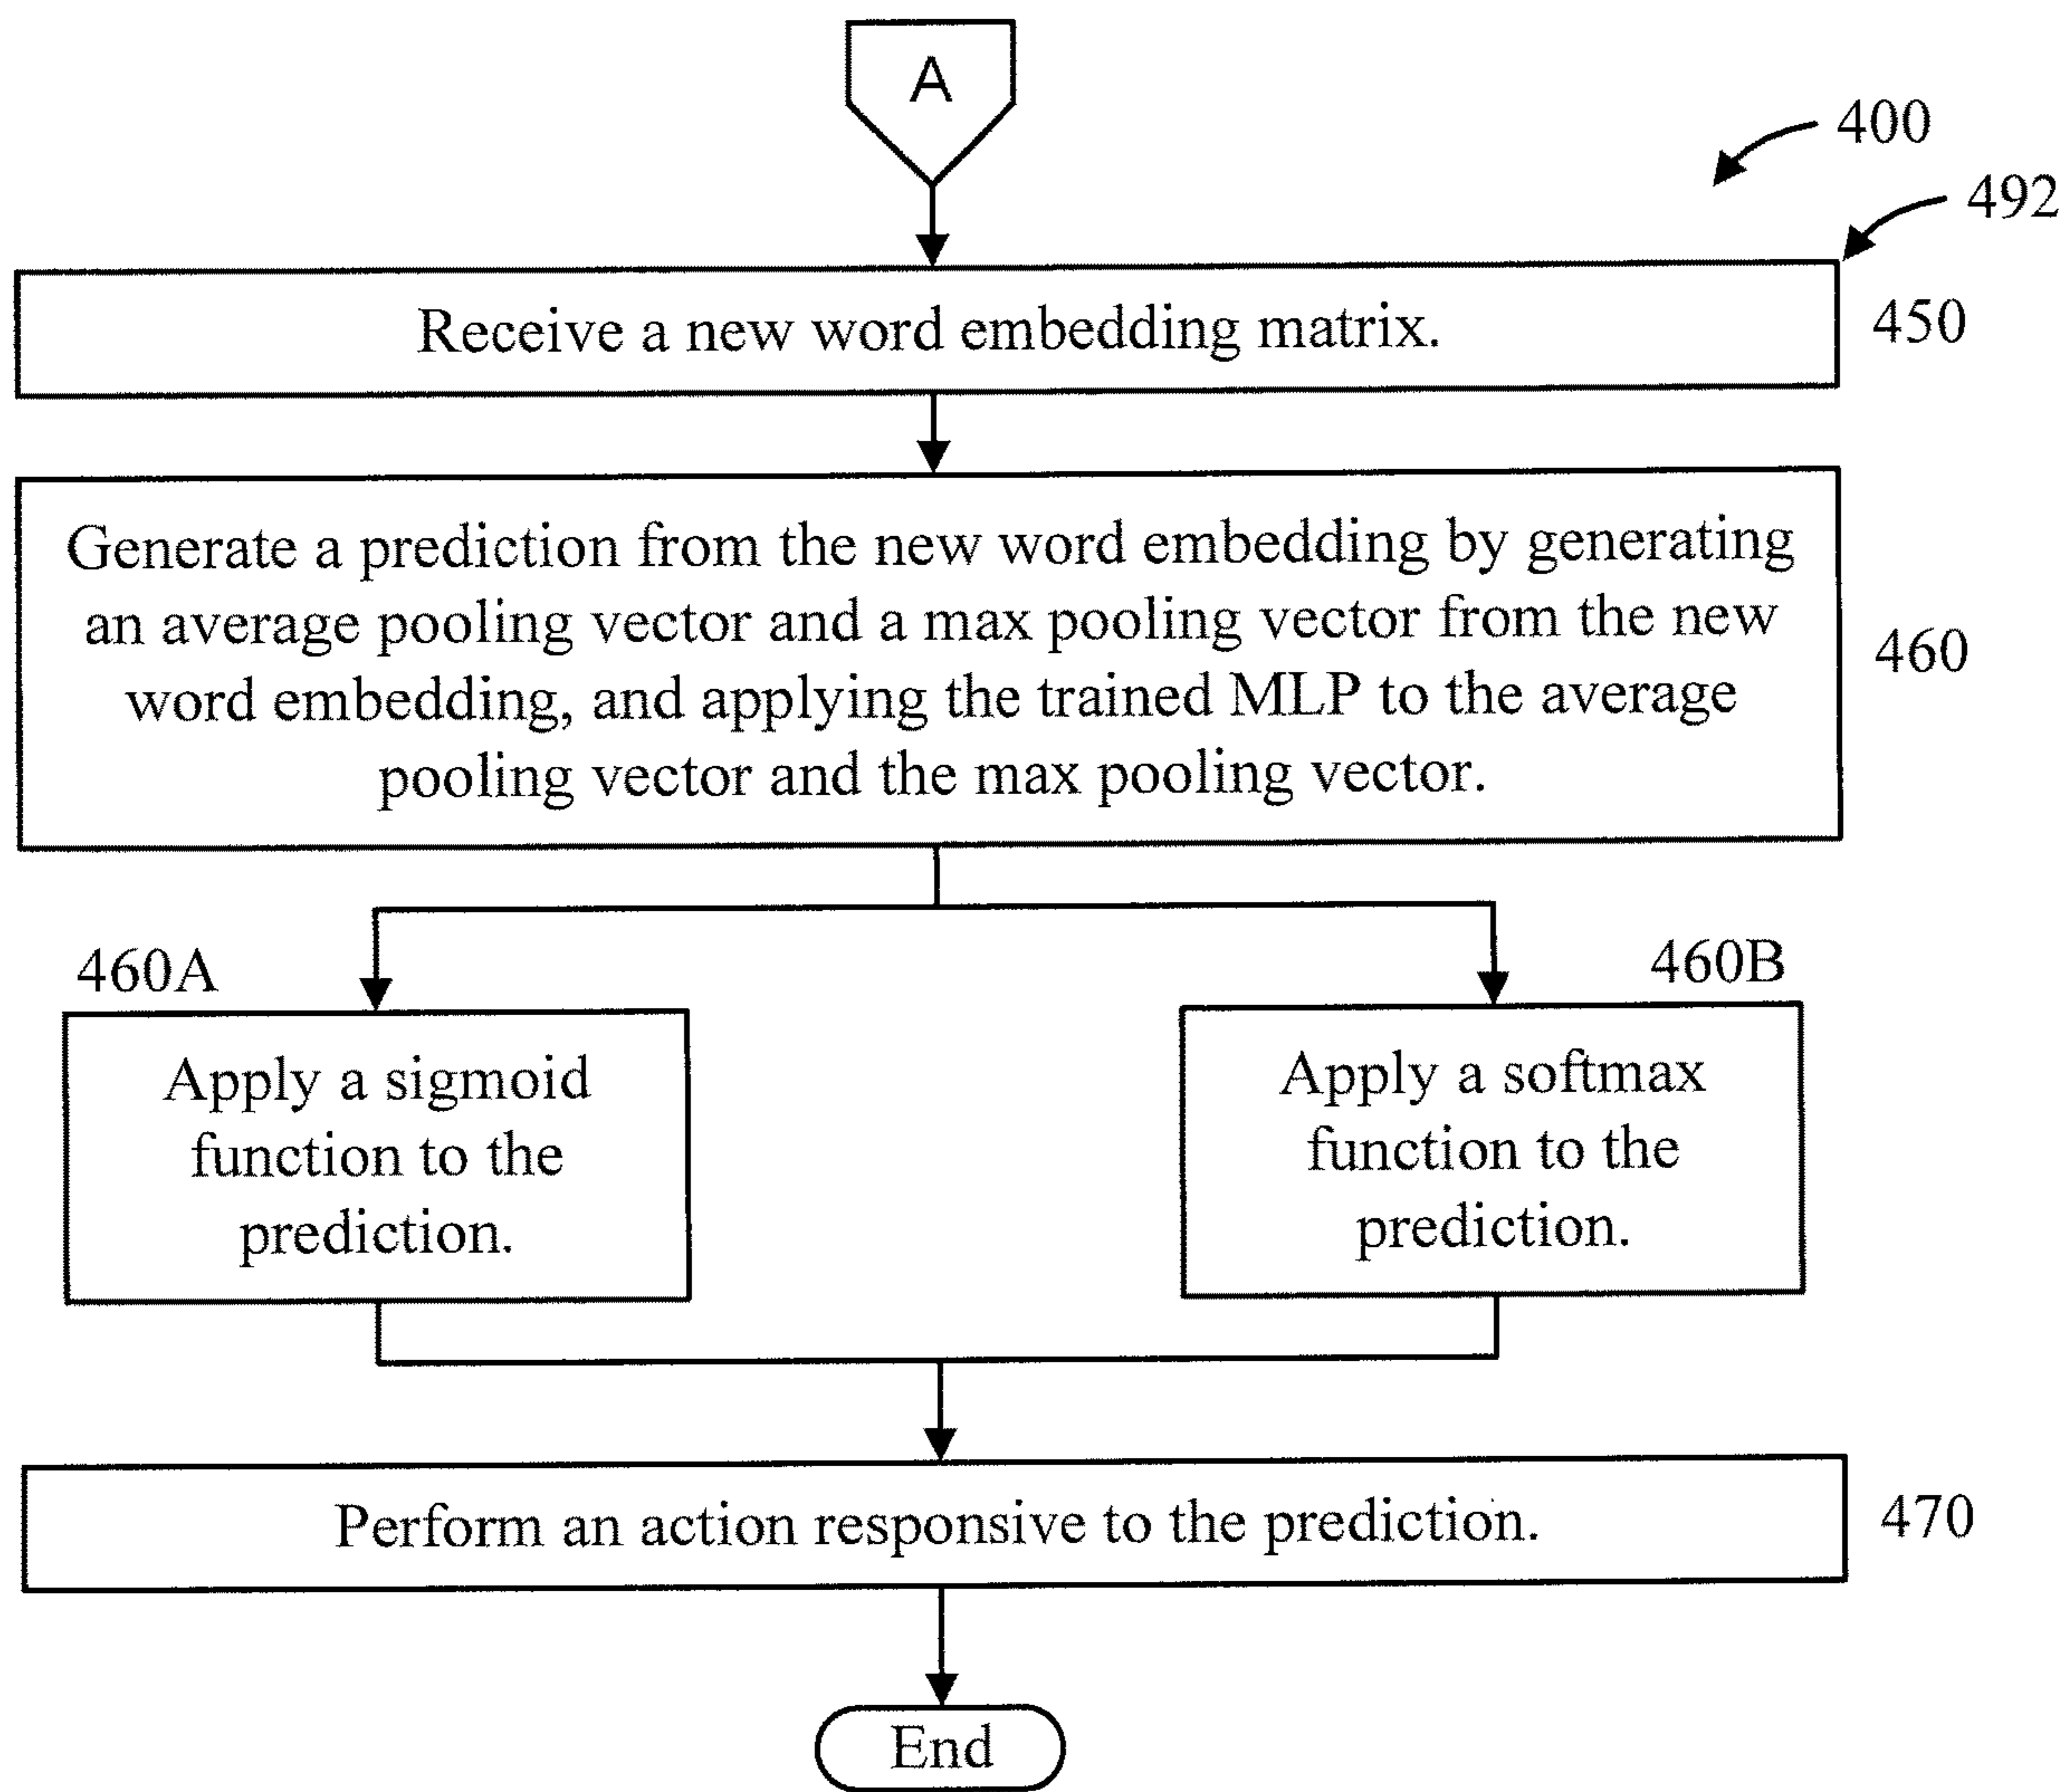 A
400
492
Receive a new word embedding matrix.
450
Generate a prediction from the new word embedding by generating
an average pooling vector and a max pooling vector from the new
word embedding, and applying the trained MLP to the average
pooling vector and the max pooling vector.
460
460A
460B
Apply a sigmoid
function to the
prediction.
Apply a softmax
function to the
prediction.
Perform an action responsive to the prediction.
470
End